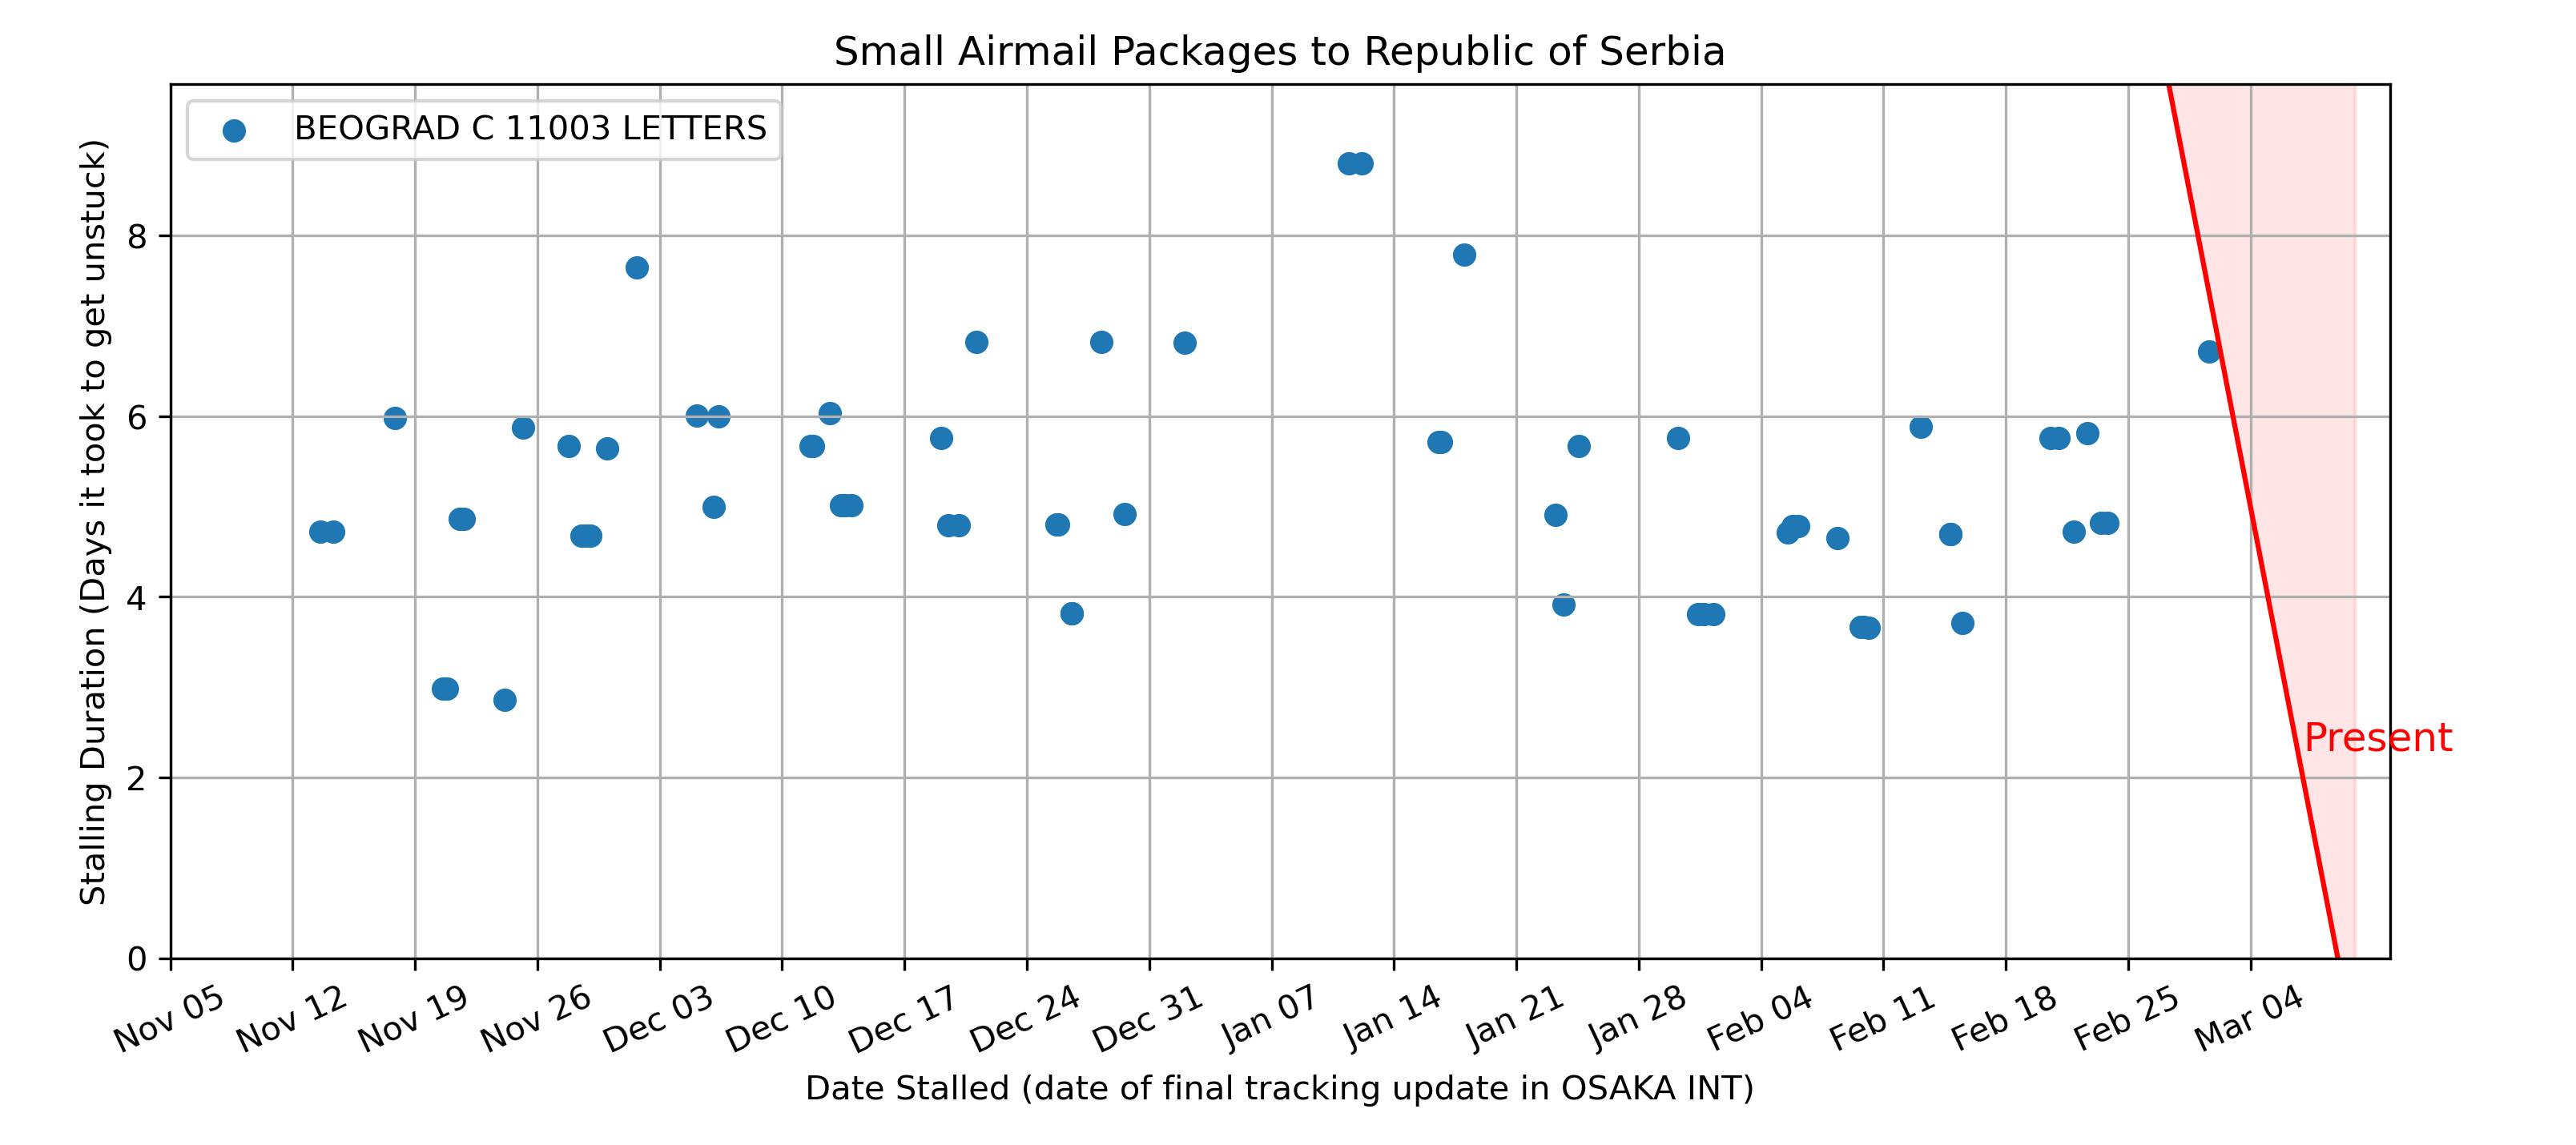 Small Airmail Packages to Republic of Serbia
BEOGRAD C 11003 LETTERS
Stalling Duration (Days it took to get unstuck)
8
6
4
2
0
Present
Nov 05
Nov 12
Nov 19
Nov 26
Dec 03
Dec 10
Dec 17
Dec 24
Dec 31
Jan 07
Jan 14
Jan 21
Jan 28
Feb 04
Feb 11
Feb 18
Feb 25
Mar 04
Date Stalled (date of final tracking update in OSAKA INT)